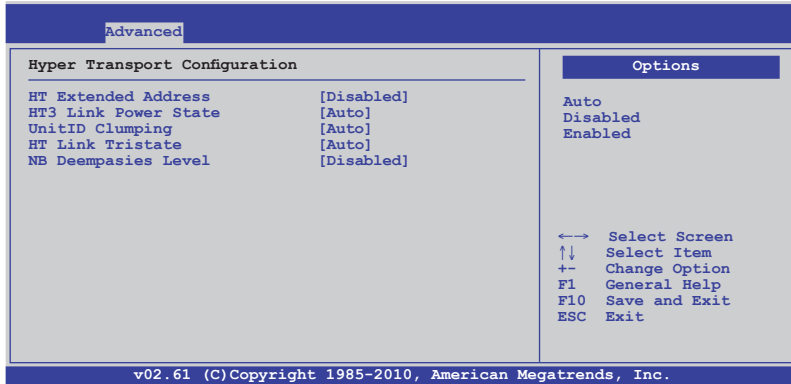 Advanced
Hyper Transport Configuration
HT Extended Address [Disabled]
HT3 Link Power State [Auto]
UnitID Clumping [Auto]
HT Link Tristate [Auto]
NB Deempasies Level [Disabled]
Options
Auto
Disabled
Enabled
←→ Select Screen
↑↓ Select Item
+- Change Option
F1 General Help
F10 Save and Exit
ESC Exit
v02.61 (C)Copyright 1985-2010, American Megatrends, Inc.